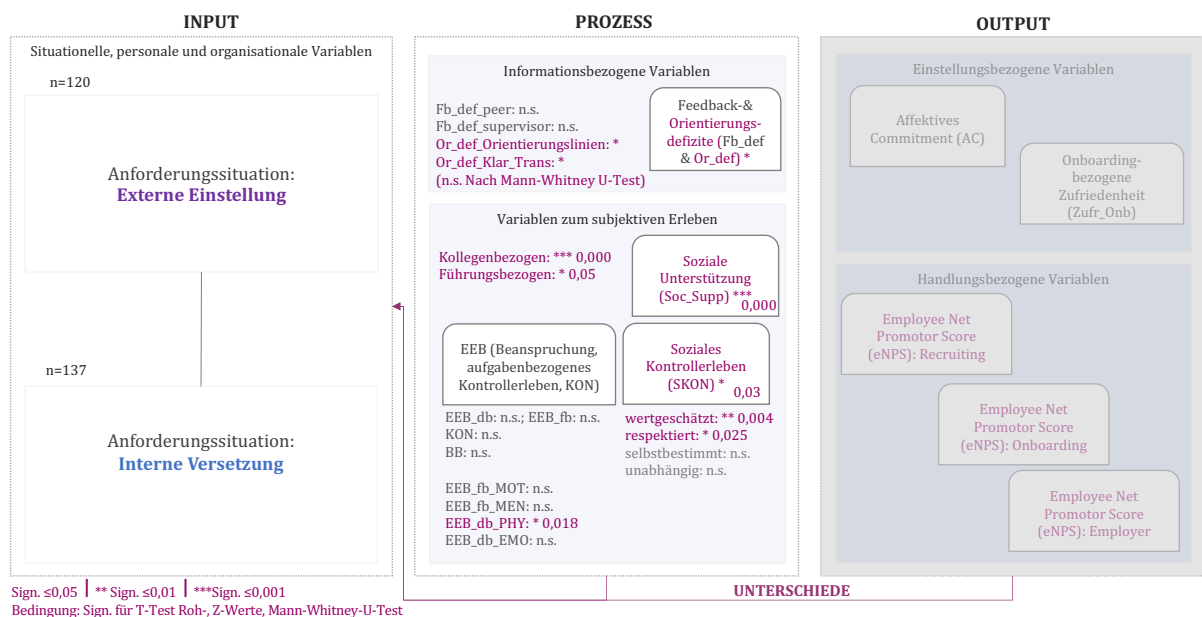 INPUT
Situationelle, personale und organisationale Variablen
n=120
Anforderungssituation:
Externe Einstellung
n=137
Anforderungssituation:
Interne Versetzung
PROZESS
Informationsbezogene Variablen
Fb_def_peer: n.s.
Fb_def_supervisor: n.s.
Or_def_Orientierungslinien: *
Or_def_Klar_Trans: *
(n.s. Nach Mann-Whitney U-Test)
Feedback-&
Orientierungs-
defizite (Fb_def
& Or_def) *
Variablen zum subjektiven Erleben
Kollegenbezogen: *** 0,000
Führungsbezogen: * 0,05
Soziale
Unterstützung
(Soc_Supp) ***
0,000
EEB (Beanspruchung,
aufgabenbezogenes
Kontrollerleben, KON)
Soziales
Kontrollerleben
(SKON) *
0,03
EEB_db: n.s.; EEB_fb: n.s.
KON: n.s.
BB: n.s.
EEB_fb_MOT: n.s.
EEB_fb_MEN: n.s.
EEB_db_PHY: * 0,018
EEB_db_EMO: n.s.
wertgeschätzt: ** 0,004
respektiert: * 0,025
selbstbestimmt: n.s.
unabhängig: n.s.
OUTPUT
Einstellungsbezogene Variablen
Affektives
Commitment (AC)
Onboarding-
bezogene
Zufriedenheit
(Zufr_Onb)
Handlungsbezogene Variablen
Employee Net
Promotor Score
(eNPS): Recruiting
Employee Net
Promotor Score
(eNPS): Onboarding
Employee Net
Promotor Score
(eNPS): Employer
UNTERSCHIEDE
Sign. ≤0,05 | ** Sign. ≤0,01 | ***Sign. ≤0,001
Bedingung: Sign. für T-Test Roh-, Z-Werte, Mann-Whitney-U-Test